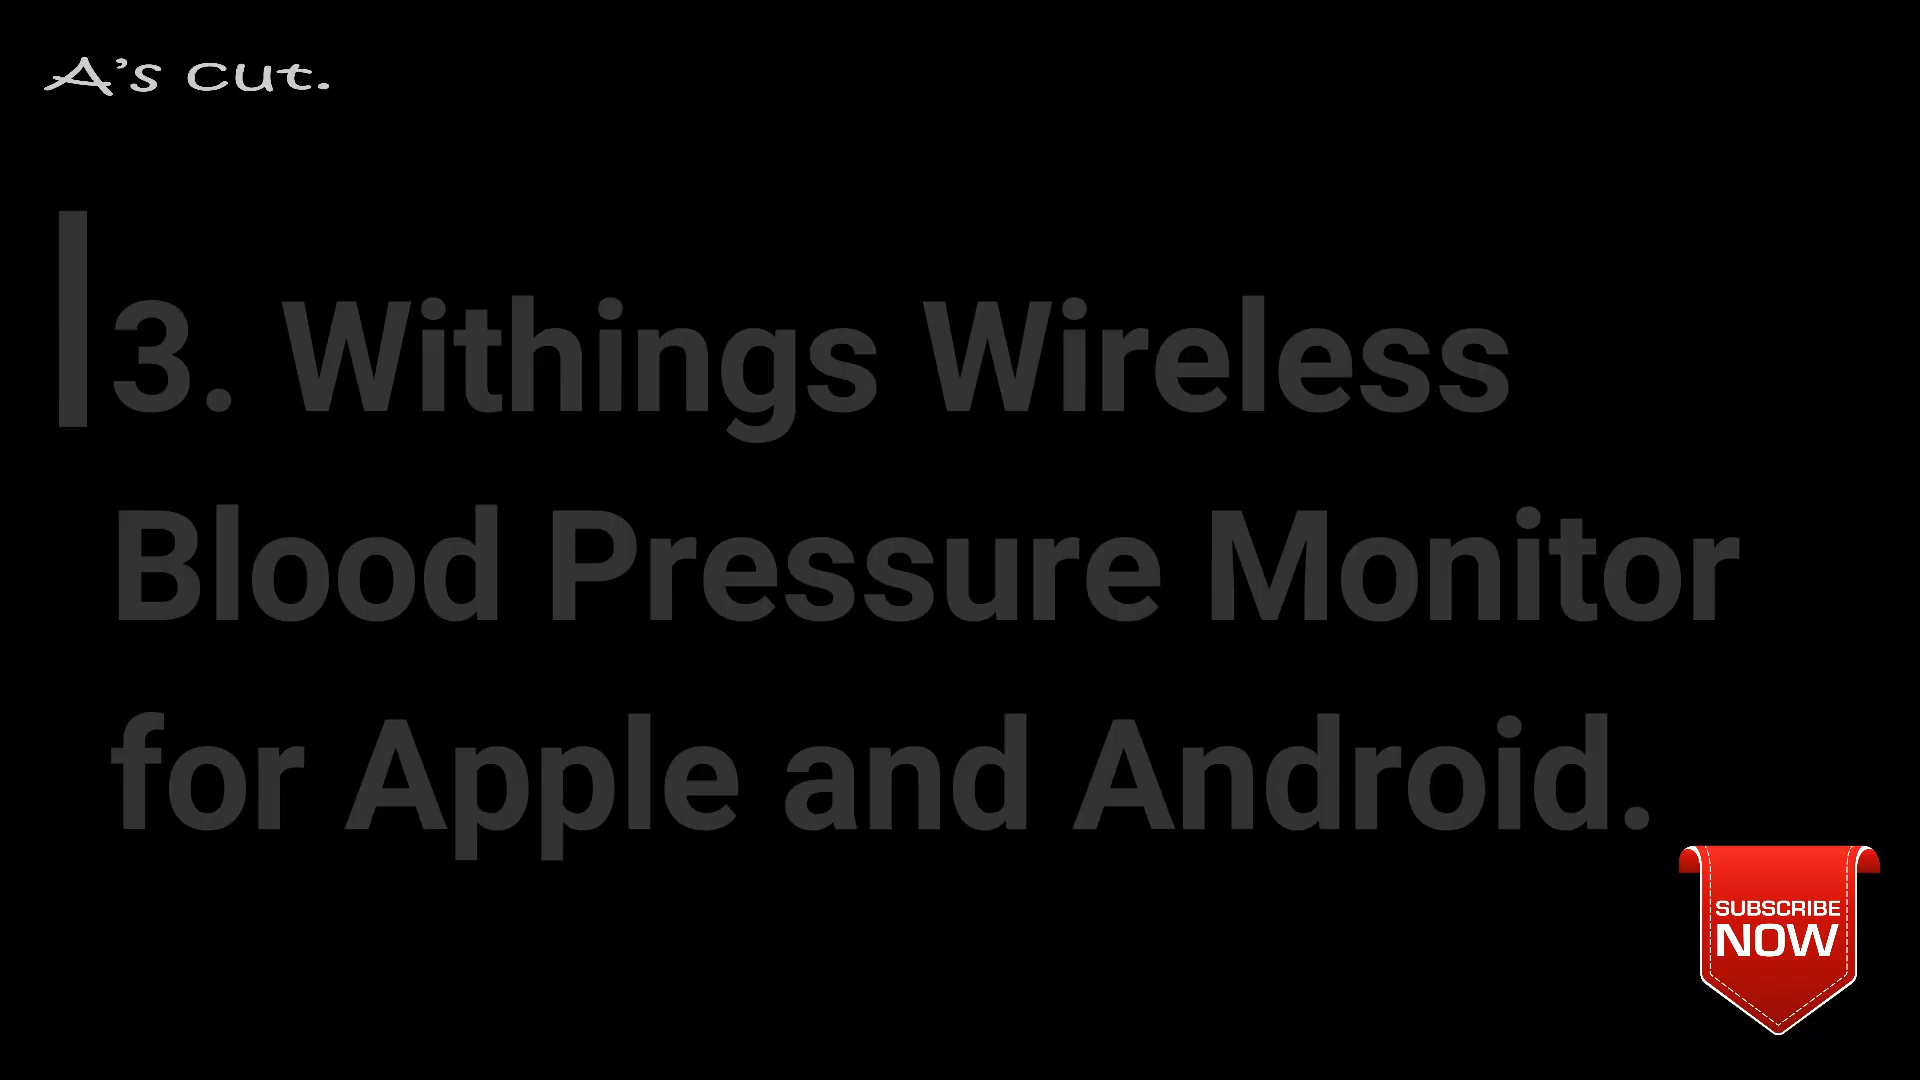 A's cut.
3. Withings Wireless
Blood Pressure Monitor
for Apple and Android.
SUBSCRIBE
NOW